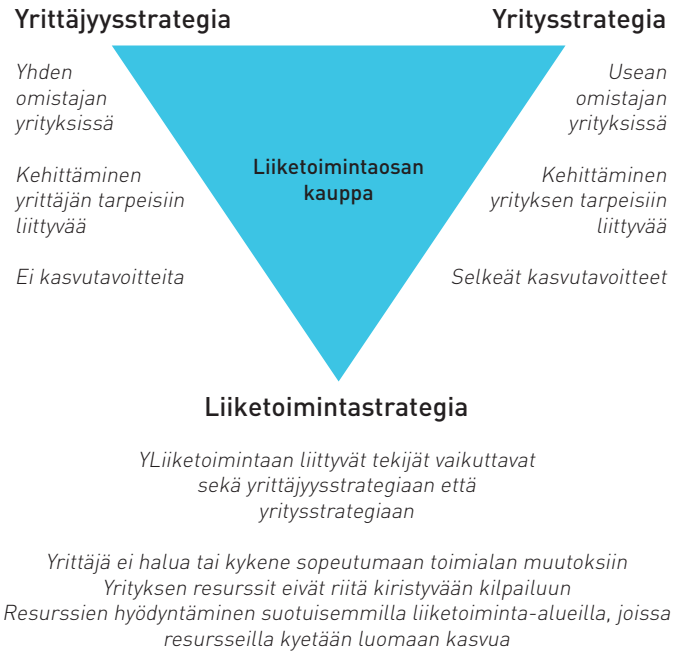 Yrittäjyysstrategia
Yritysstrategia
Yhden
omistajan
yrityksissä
Kehittäminen
yrittäjän tarpeisiin
liittyvää
Ei kasvutavoitteita
Liiketoimintaosan
kauppa
Usean
omistajan
yrityksissä
Kehittäminen
yrityksen tarpeisiin
liittyvää
Selkeät kasvutavoitteet
Liiketoimintastrategia
YLiiketoimintaan liittyvät tekijät vaikuttavat
sekä yrittäjyysstrategiaan että
yritysstrategiaan
Yrittäjä ei halua tai kykene sopeutumaan toimialan muutoksiin
Yrityksen resurssit eivät riitä kiristyvään kilpailuun
Resurssien hyödyntäminen suotuisemmilla liiketoiminta-alueilla, joissa
resursseilla kyetään luomaan kasvua